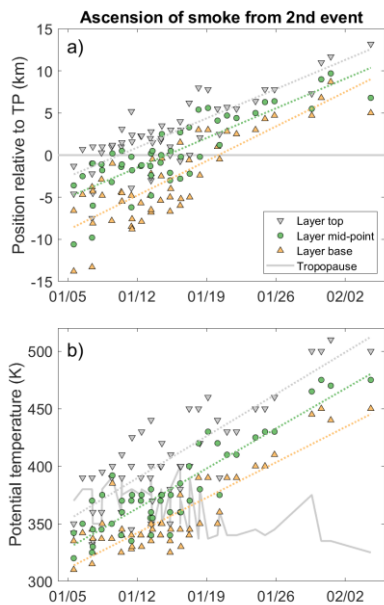 Ascension of smoke from 2nd event
a)
Position relative to TP (km)
15
10
5
0
-5
-10
-15
Layer top
Layer mid-point
Layer base
Tropopause
01/05
01/12
01/19
01/26
02/02
b)
Potential temperature (K)
500
450
400
350
300
01/05
01/12
01/19
01/26
02/02